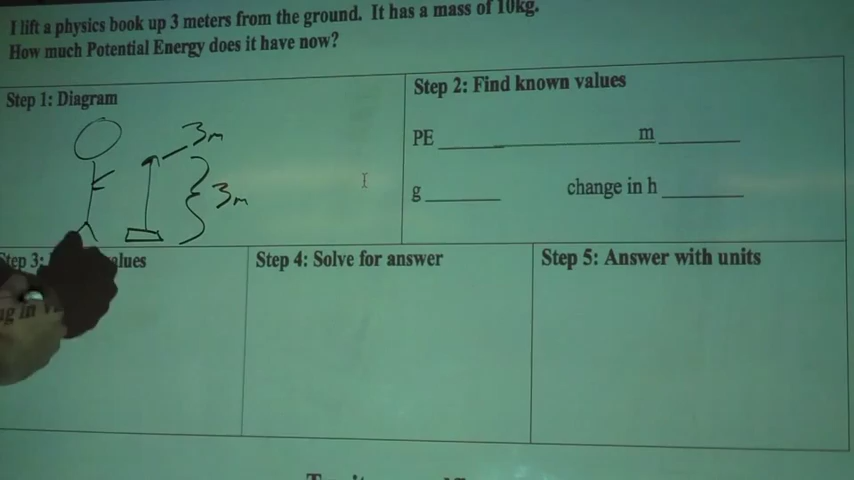 I lift a physics book up 3 meters from the ground. It has a mass of 10kg.
How much Potential Energy does it have now?
Step 1: Diagram
3m
3m
Step 2: Find known values
PE m
g change in h
Step 3:
Step 4: Solve for answer
Step 5: Answer with units